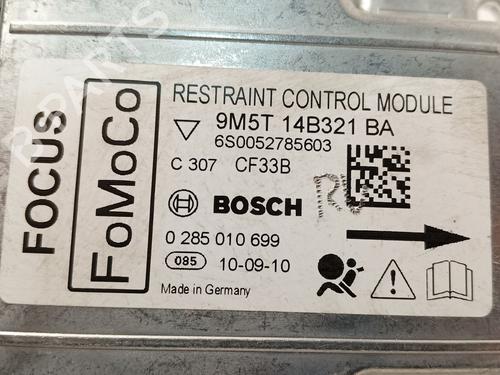 FOCUS
FoMoCo
RESTRAINT CONTROL MODULE
9M5T 14B321 BA
6S0052785603
C 307 CF33B
BOSCH
0 285 010 699
085 10-09-10
Made in Germany